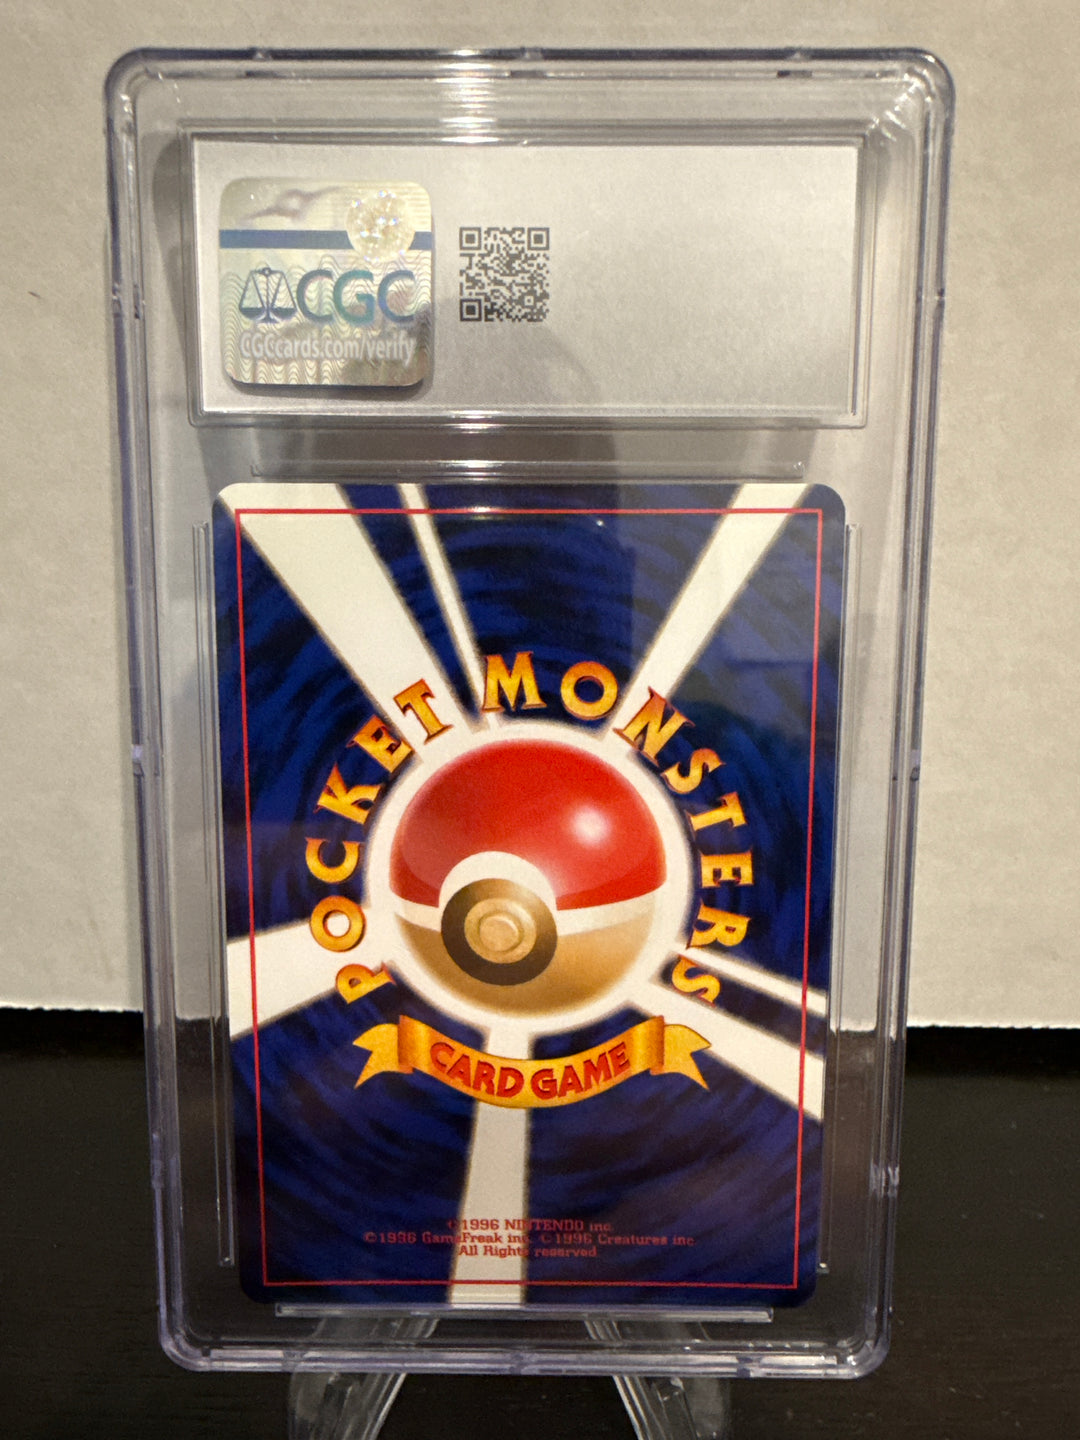 CGC
CGCcards.com/verify
POCKET MONSTERS
CARD GAME
©1996 NINTENDO inc.
©1996 GameFreak inc. ©1996 Creatures inc.
All Rights reserved.